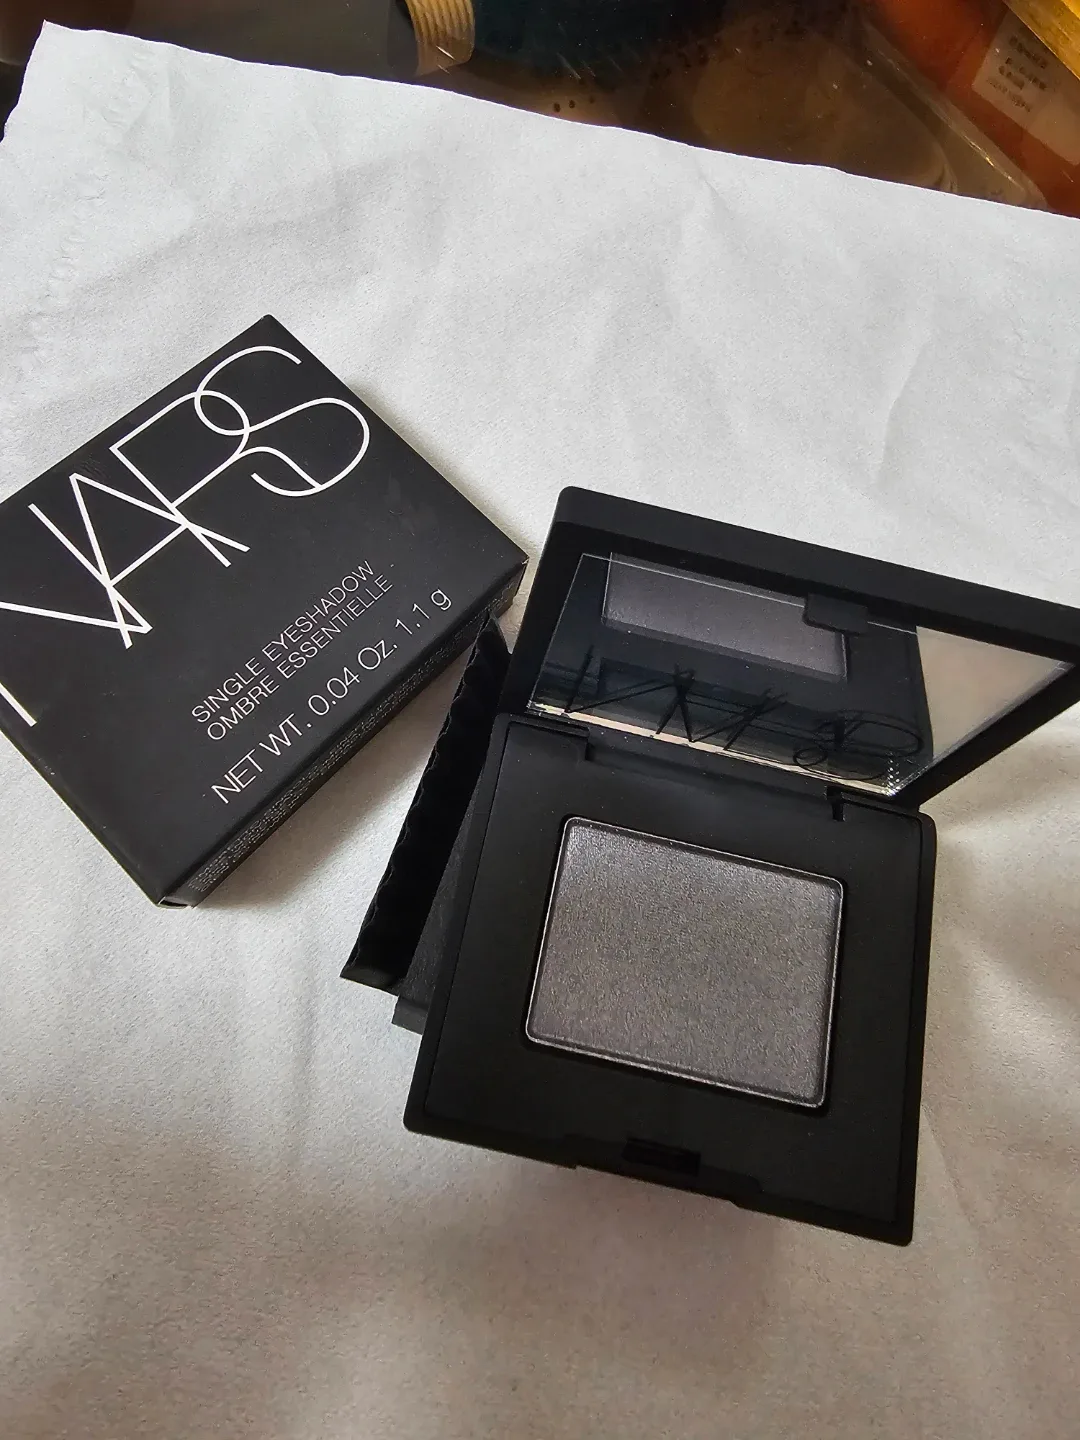 NARS
SINGLE EYESHADOW
OMBRE ESSENTIELLE
NET WT. 0.04 Oz. 1.1 g
NARS